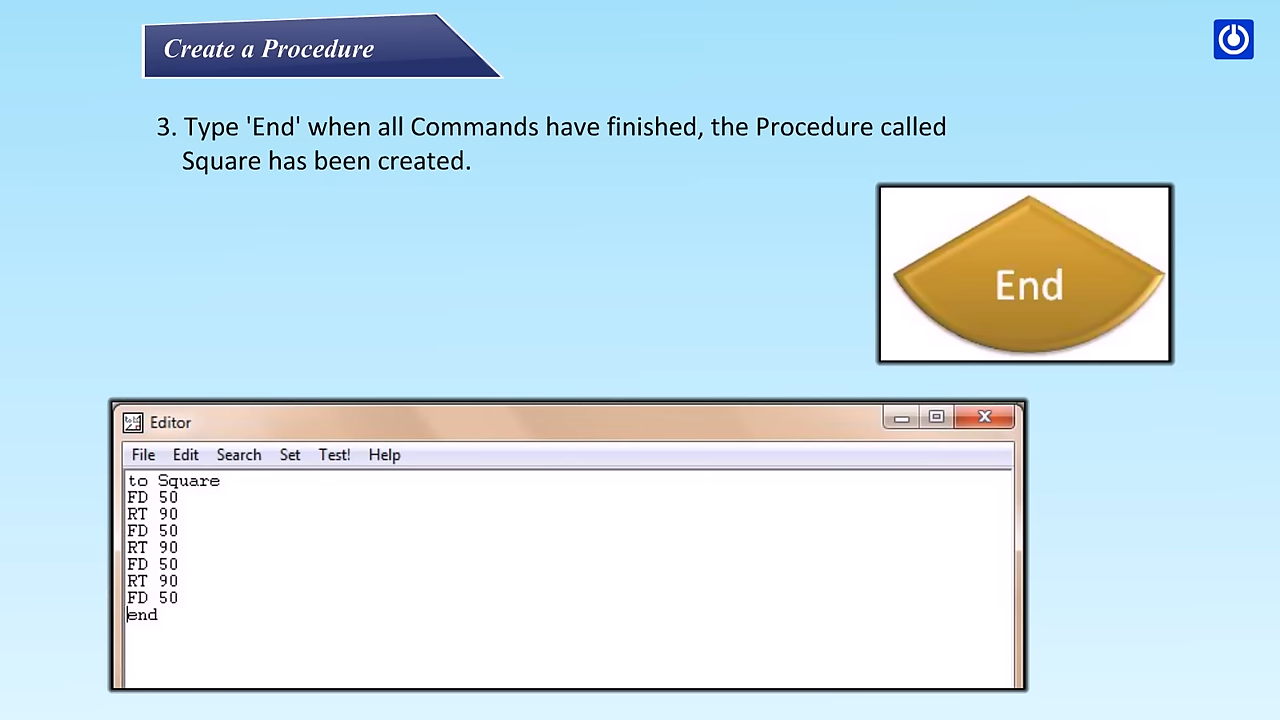 Create a Procedure
3. Type 'End' when all Commands have finished, the Procedure called
Square has been created.
End
Editor
File Edit Search Set Test! Help
to Square
FD 50
RT 90
FD 50
RT 90
FD 50
RT 90
FD 50
end